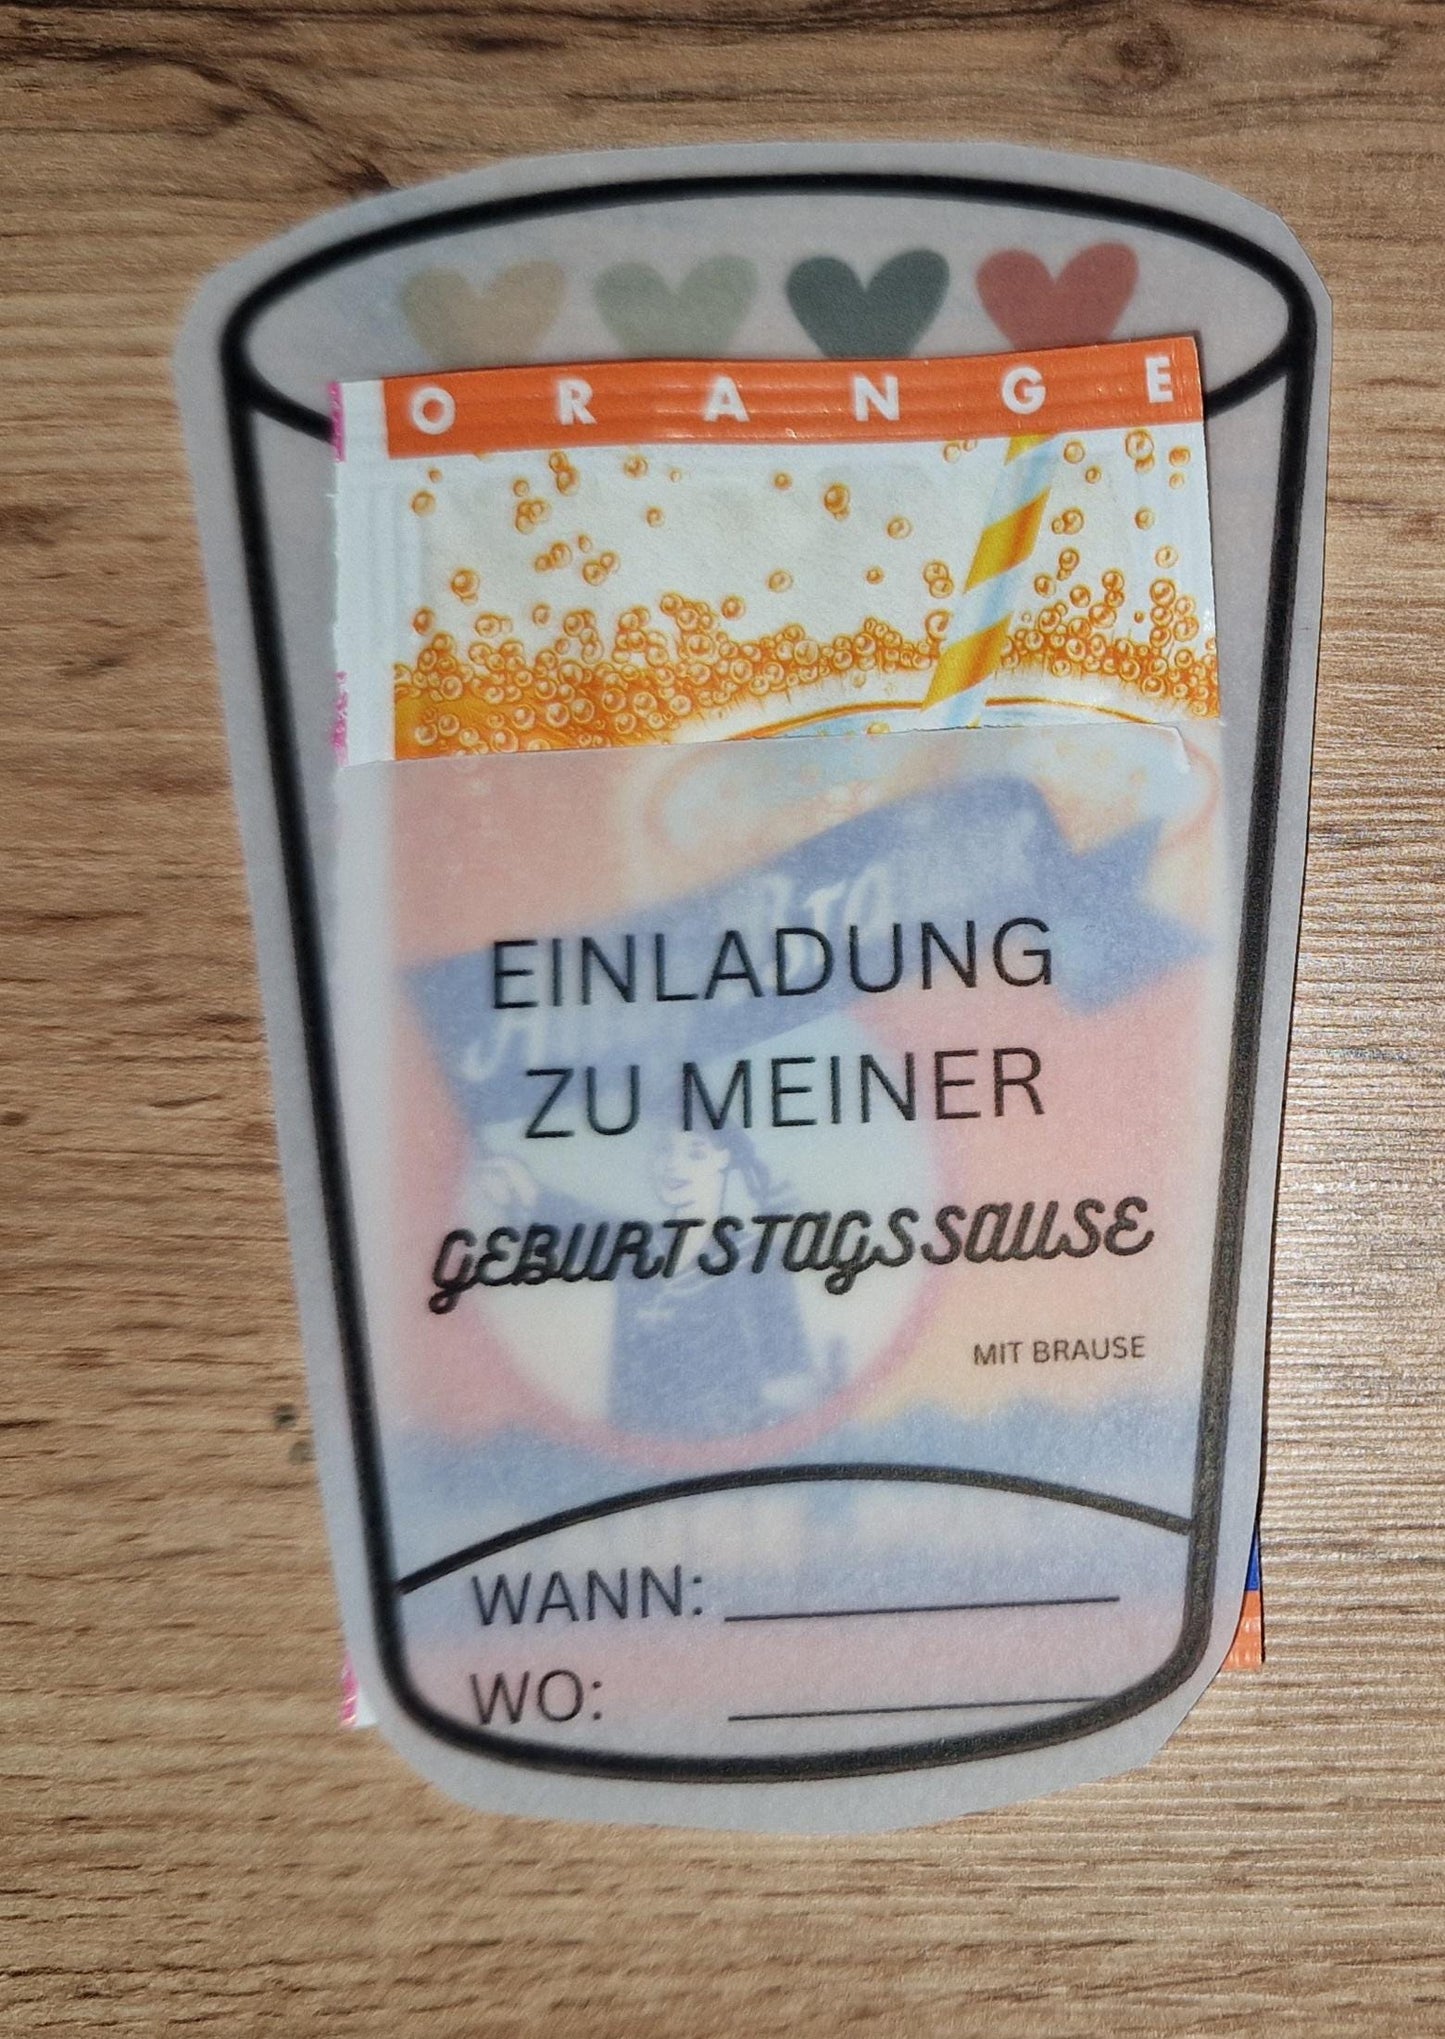 ORANGE
EINLADUNG
ZU MEINER
GEBURTSTAGSSAUSE
MIT BRAUSE
WANN:
WO: